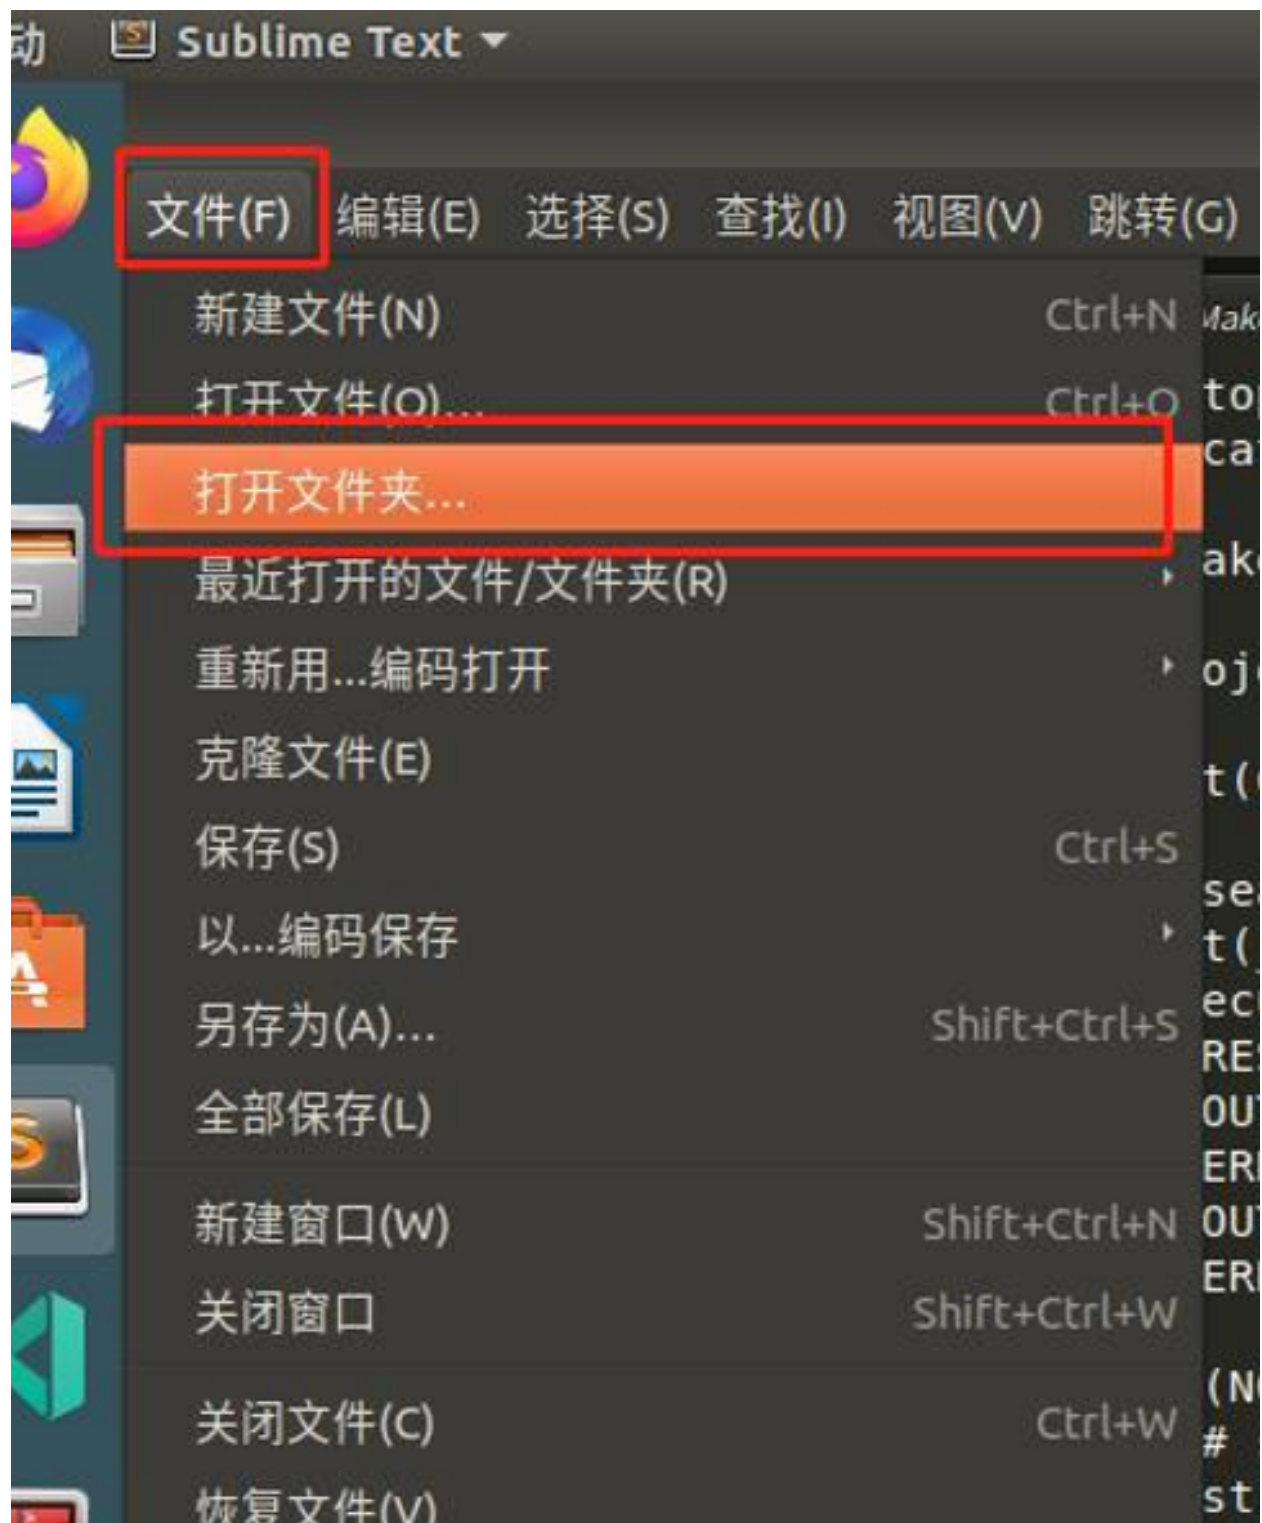 动 Sublime Text
文件(F) 编辑(E) 选择(S) 查找(I) 视图(V) 跳转(G)
新建文件(N) Ctrl+N
打开文件(O)... Ctrl+O
打开文件夹...
最近打开的文件/文件夹(R)
重新用...编码打开
克隆文件(E)
保存(S) Ctrl+S
以...编码保存
另存为(A)... Shift+Ctrl+S
全部保存(L)
新建窗口(W) Shift+Ctrl+N
关闭窗口 Shift+Ctrl+W
关闭文件(C) Ctrl+W
恢复文件(V)